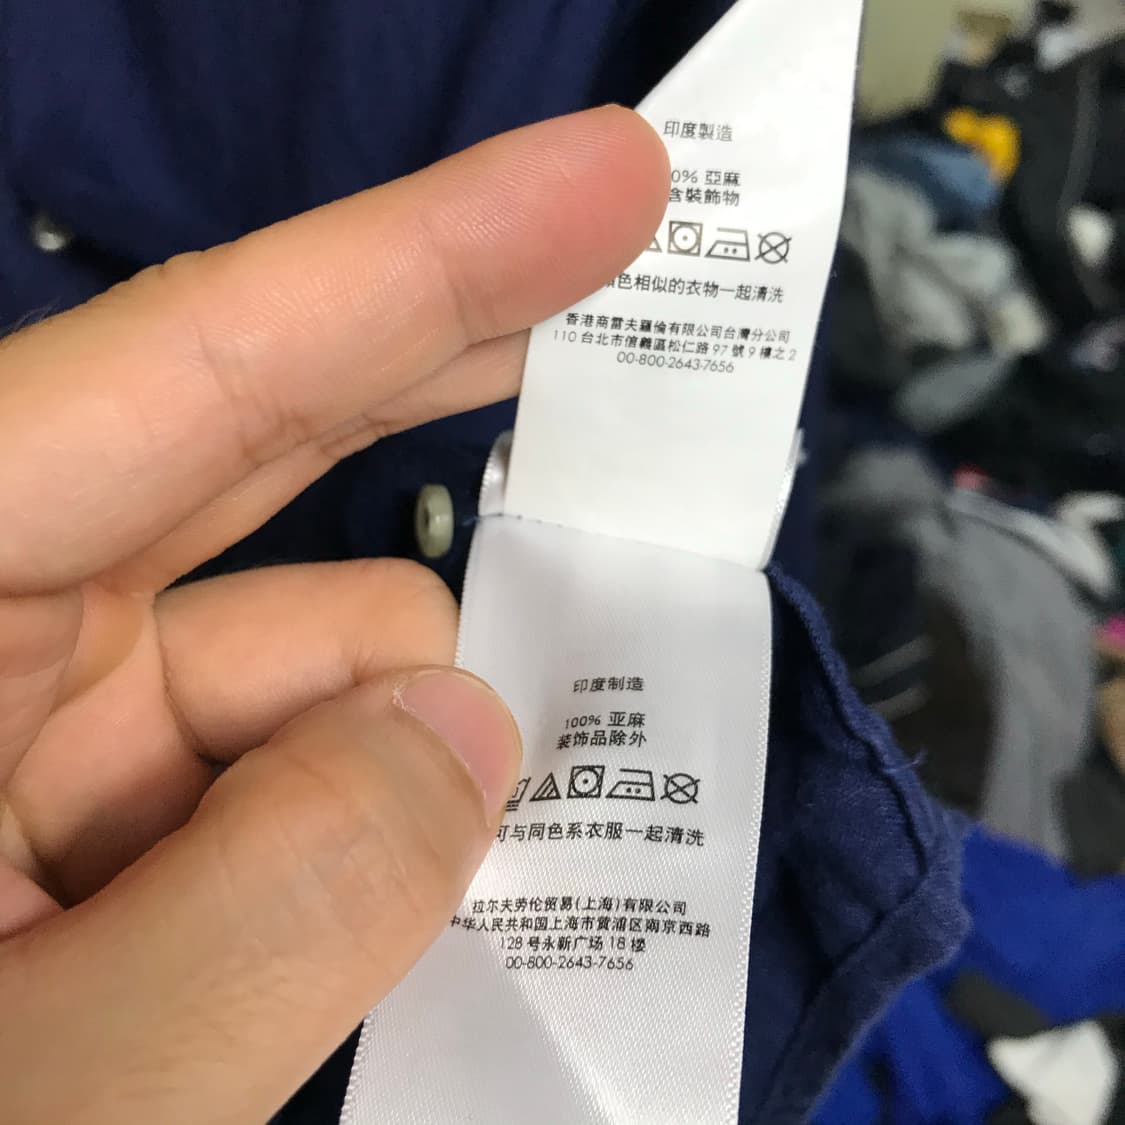 印度製造
0% 亞麻
含裝飾物
色相似的衣物一起清洗
香港商雷夫羅倫有限公司台灣分公司
110 台北市信義區松仁路 97 號 9 樓之 2
00-800-2643-7656
印度制造
100% 亚麻
装饰品除外
可与同色系衣服一起清洗
拉尔夫劳伦贸易(上海)有限公司
中华人民共和国上海市黄浦区南京西路
128 号永新广场 18 楼
00-800-2643-7656